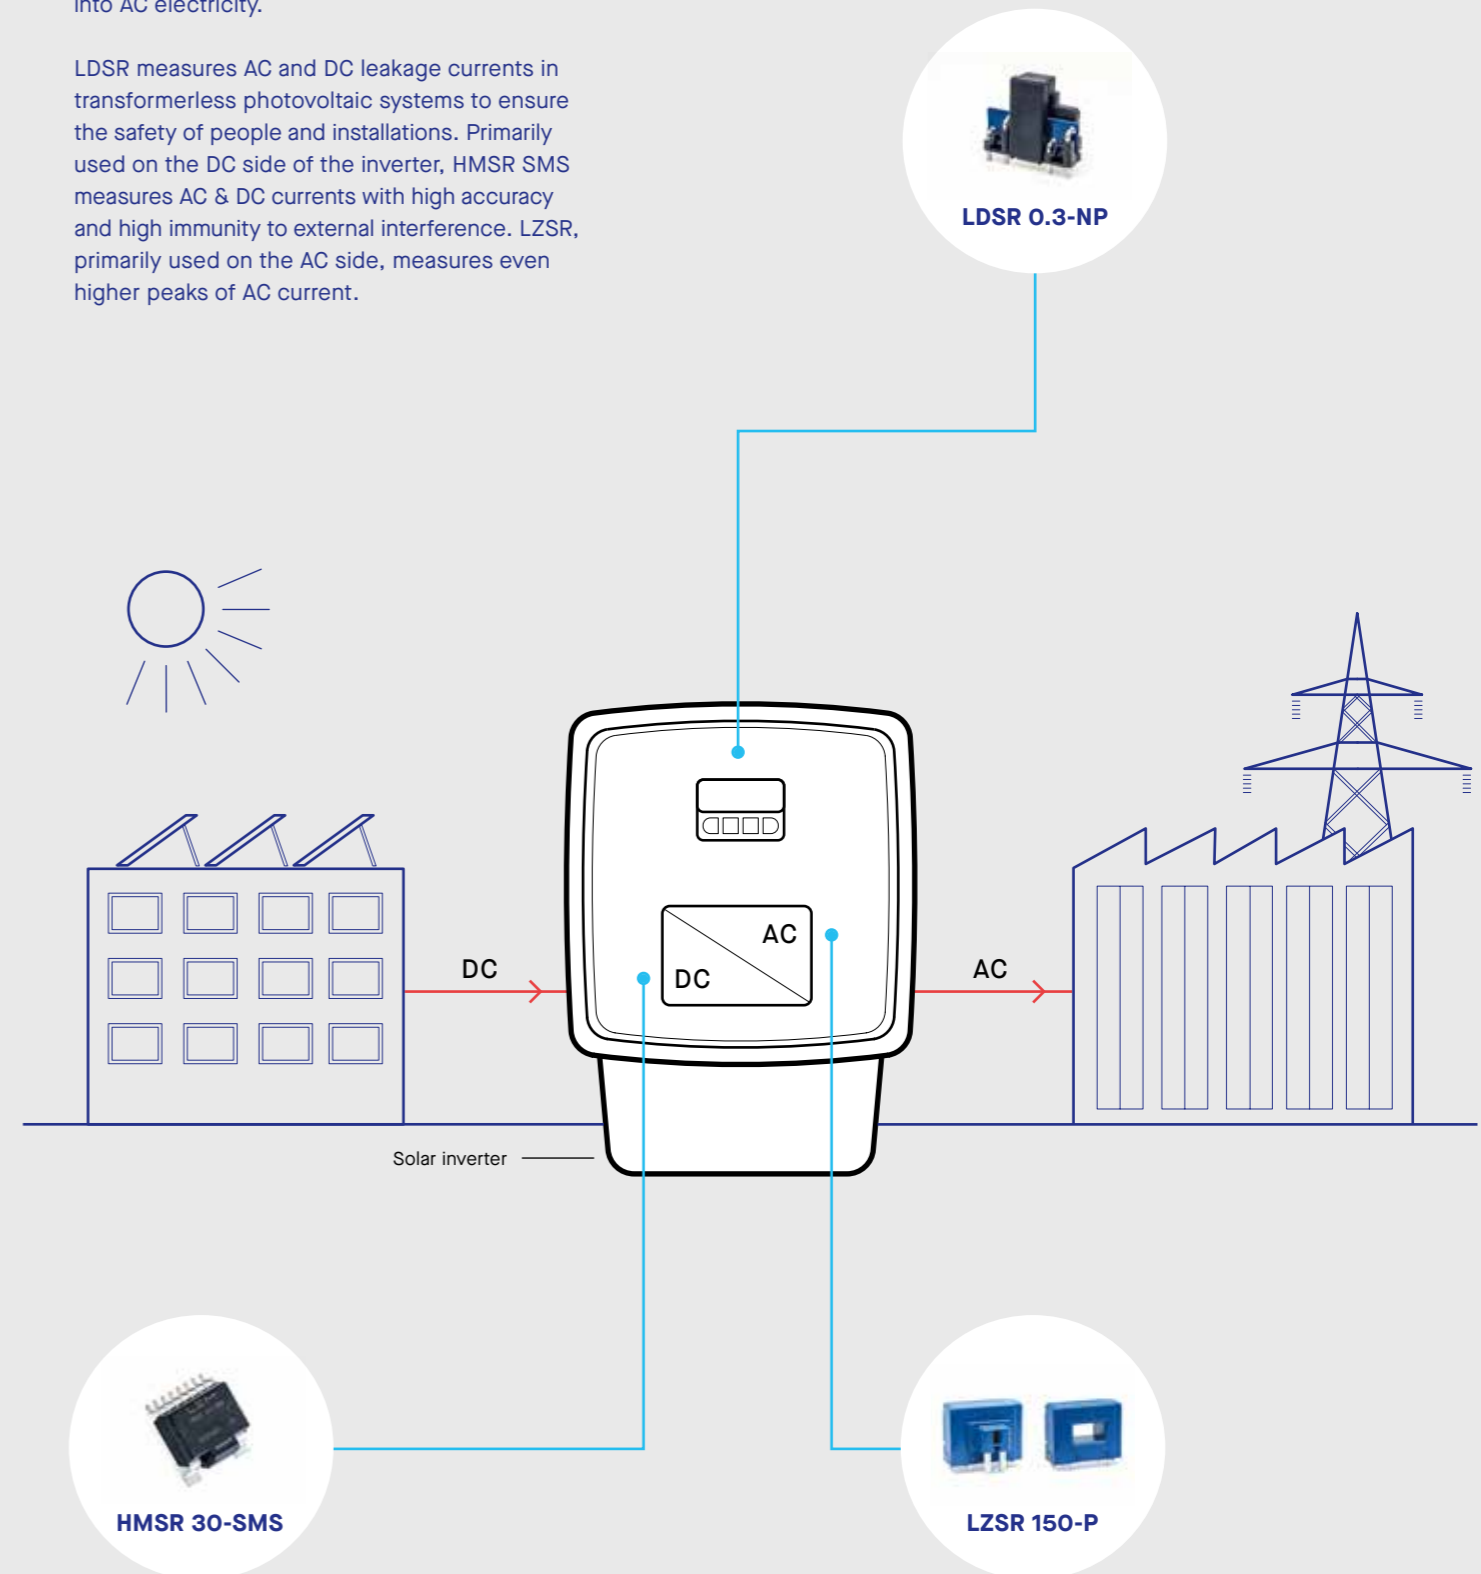 into AC electricity.
LDSR measures AC and DC leakage currents in
transformerless photovoltaic systems to ensure
the safety of people and installations. Primarily
used on the DC side of the inverter, HMSR SMS
measures AC & DC currents with high accuracy
and high immunity to external interference. LZSR,
primarily used on the AC side, measures even
higher peaks of AC current.
LDSR 0.3-NP
AC
DC
DC
AC
Solar inverter
HMSR 30-SMS
LZSR 150-P